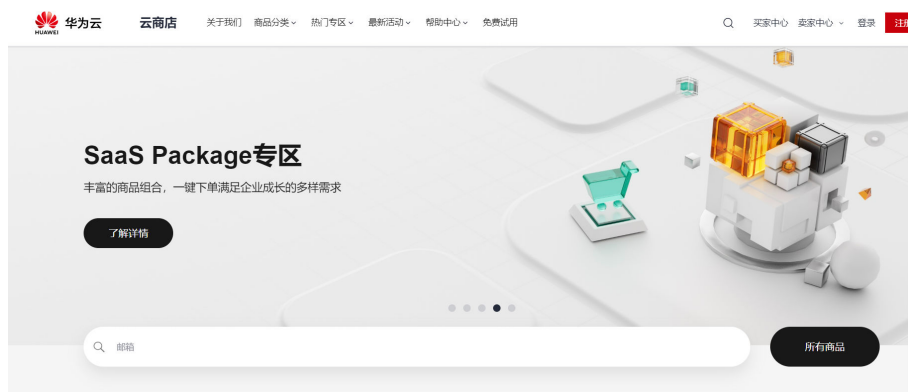 HUAWEI 华为云 云商店 关于我们 商品分类 热门专区 最新活动 帮助中心 免费试用 买家中心 卖家中心 登录 注册
SaaS Package专区
丰富的商品组合，一键下单满足企业成长的多样需求
了解详情
邮箱 所有商品